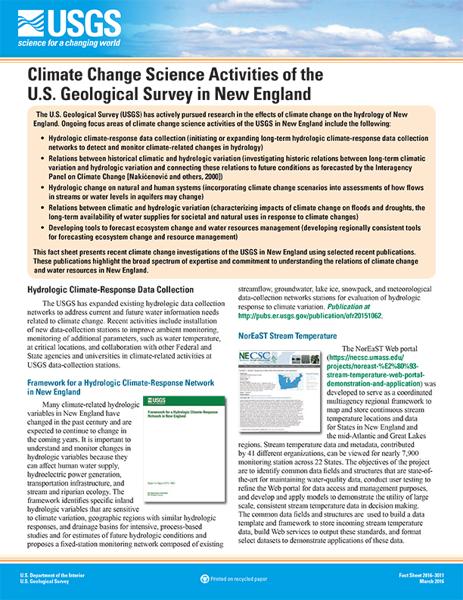 USGS
science for a changing world
Climate Change Science Activities of the
U.S. Geological Survey in New England
The U.S. Geological Survey (USGS) has actively pursued research in the effects of climate change on the hydrology of New
England. Ongoing focus areas of climate change science activities of the USGS in New England include the following:
• Hydrologic climate-response data collection (initiating or expanding long-term hydrologic climate-response data collection
networks to detect and monitor climate-related changes in hydrology)
• Relations between historical climatic and hydrologic variation (investigating historic relations between long-term climatic
variation and hydrologic variation and connecting these relations to future conditions as forecasted by the Interagency
Panel on Climate Change [Nakicenovic and others, 2000])
• Hydrologic change on natural and human systems (incorporating climate change scenarios into assessments of how flows
in streams or water levels in aquifers may change)
• Relations between climatic and hydrologic variation (characterizing impacts of climate change on floods and droughts, the
long-term availability of water supplies for societal and natural uses in response to climate changes)
• Developing tools to forecast ecosystem change and water resources management (developing regionally consistent tools
for forecasting ecosystem change and resource management)
This fact sheet presents recent climate change investigations of the USGS in New England using selected recent publications.
These publications highlight the broad spectrum of expertise and commitment to understanding the relations of climate change
and water resources in New England.
Hydrologic Climate-Response Data Collection
The USGS has expanded existing hydrologic data collection
networks to address current and future water information needs
related to climate change. Recent activities include installation
of new data-collection stations to improve ambient monitoring,
monitoring of additional parameters, such as water temperature,
at critical locations, and collaboration with other Federal and
State agencies and universities in climate-related activities at
USGS data-collection stations.
Framework for a Hydrologic Climate-Response Network
in New England
Many climate-related hydrologic
variables in New England have
changed in the past century and are
expected to continue to change in
the coming years. It is important to
understand and monitor changes in
hydrologic variables because they
can affect human water supply,
hydroelectric power generation,
transportation infrastructure, and
stream and riparian ecology. The
framework identifies specific inland
hydrologic variables that are sensitive
to climate variation, geographic regions with similar hydrologic
responses, and drainage basins for intensive, process-based
studies and for estimates of future hydrologic conditions and
proposes a fixed-station monitoring network composed of existing
USGS
Framework for a Hydrologic Climate-Response
Network in New England
streamflow, groundwater, lake ice, snowpack, and meteorological
data-collection networks stations for evaluation of hydrologic
response to climate variation. Publication at
http://pubs.er.usgs.gov/publication/ofr20151062.
NorEaST Stream Temperature
NECSC
The NorEaST Web portal
(https://necsc.umass.edu/
projects/noreast-%E2%80%93-
stream-temperature-web-portal-
demonstration-and-application) was
developed to serve as a coordinated
multiagency regional framework to
map and store continuous stream
temperature locations and data
for States in New England and
the mid-Atlantic and Great Lakes
regions. Stream temperature data and metadata, contributed
by 41 different organizations, can be viewed for nearly 7,900
monitoring station across 22 States. The objectives of the project
are to identify common data fields and structures that are state-of-
the-art for maintaining water-quality data, conduct user testing to
refine the Web portal for data access and management purposes,
and develop and apply models to demonstrate the utility of large
scale, consistent stream temperature data in decision making.
The common data fields and structures are used to build a data
template and framework to store incoming stream temperature
data, build Web services to output these standards, and format
select datasets to demonstrate applications of these data.
U.S. Department of the Interior
U.S. Geological Survey
Printed on recycled paper
Fact Sheet 2016–3011
March 2016